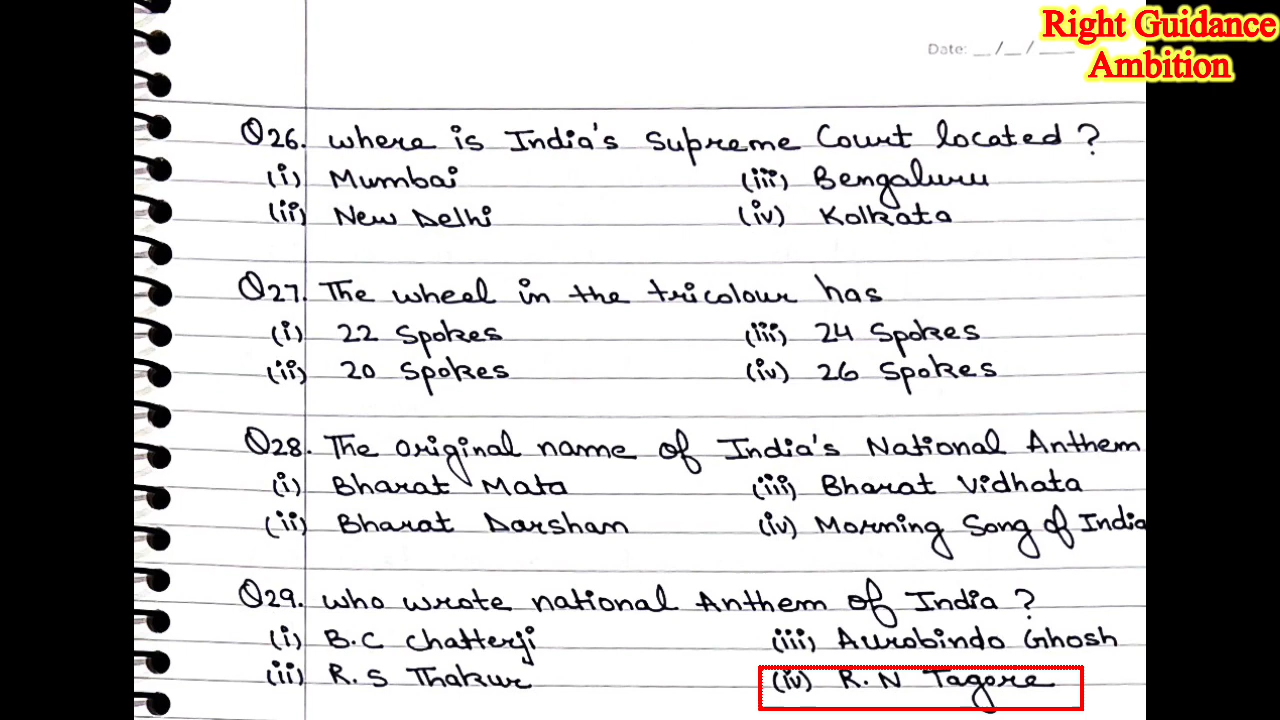 Right Guidance
Ambition
Date: __/__/____
Q26. Where is India's Supreme Court located?
(i) Mumbai (iii) Bengaluru
(ii) New Delhi (iv) Kolkata
Q27. The wheel in the tricolour has
(i) 22 Spokes (iii) 24 Spokes
(ii) 20 Spokes (iv) 26 Spokes
Q28. The original name of India's National Anthem
(i) Bharat Mata (iii) Bharat Vidhata
(ii) Bharat Darshan (iv) Morning Song of India
Q29. Who wrote national Anthem of India?
(i) B.C Chatterji (iii) Aurobindo Ghosh
(ii) R.S Thakur (iv) R.N Tagore